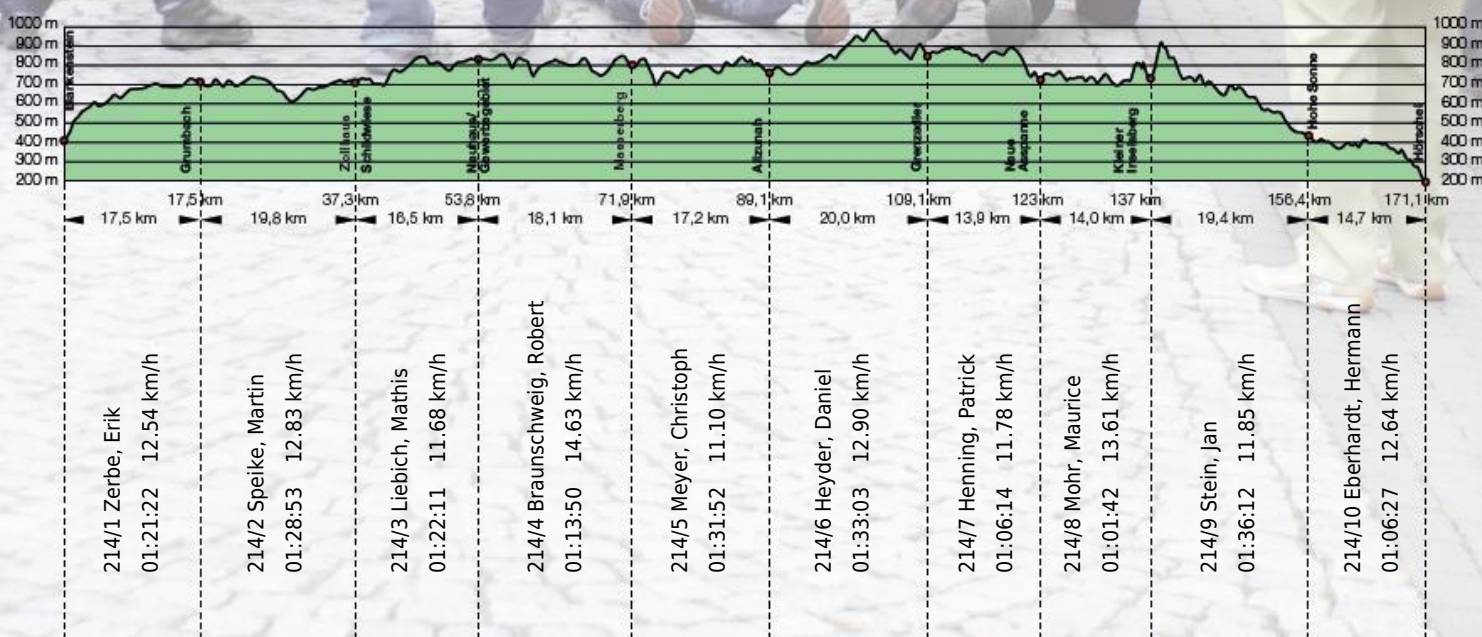 1000 m
900 m
800 m
700 m
600 m
500 m
400 m
300 m
200 m
1000 m
900 m
800 m
700 m
600 m
500 m
400 m
300 m
200 m
Blankenstein
Grumbach
Zollhaus
Schildwiese
Neuhaus/
Gewerbegebiet
Masserberg
Allzunah
Grenzadler
Neue
Ausspanne
Kleiner
Inselsberg
Hohe Sonne
Hörschel
17,5 km 37,3 km 53,8 km 71,9 km 89,1 km 109,1 km 123 km 137 km 156,4 km 171,1 km
17,5 km 19,8 km 16,5 km 18,1 km 17,2 km 20,0 km 13,9 km 14,0 km 19,4 km 14,7 km
214/1 Zerbe, Erik
01:21:22 12.54 km/h
214/2 Speike, Martin
01:28:53 12.83 km/h
214/3 Liebich, Mathis
01:22:11 11.68 km/h
214/4 Braunschweig, Robert
01:13:50 14.63 km/h
214/5 Meyer, Christoph
01:31:52 11.10 km/h
214/6 Heyder, Daniel
01:33:03 12.90 km/h
214/7 Henning, Patrick
01:06:14 11.78 km/h
214/8 Mohr, Maurice
01:01:42 13.61 km/h
214/9 Stein, Jan
01:36:12 11.85 km/h
214/10 Eberhardt, Hermann
01:06:27 12.64 km/h